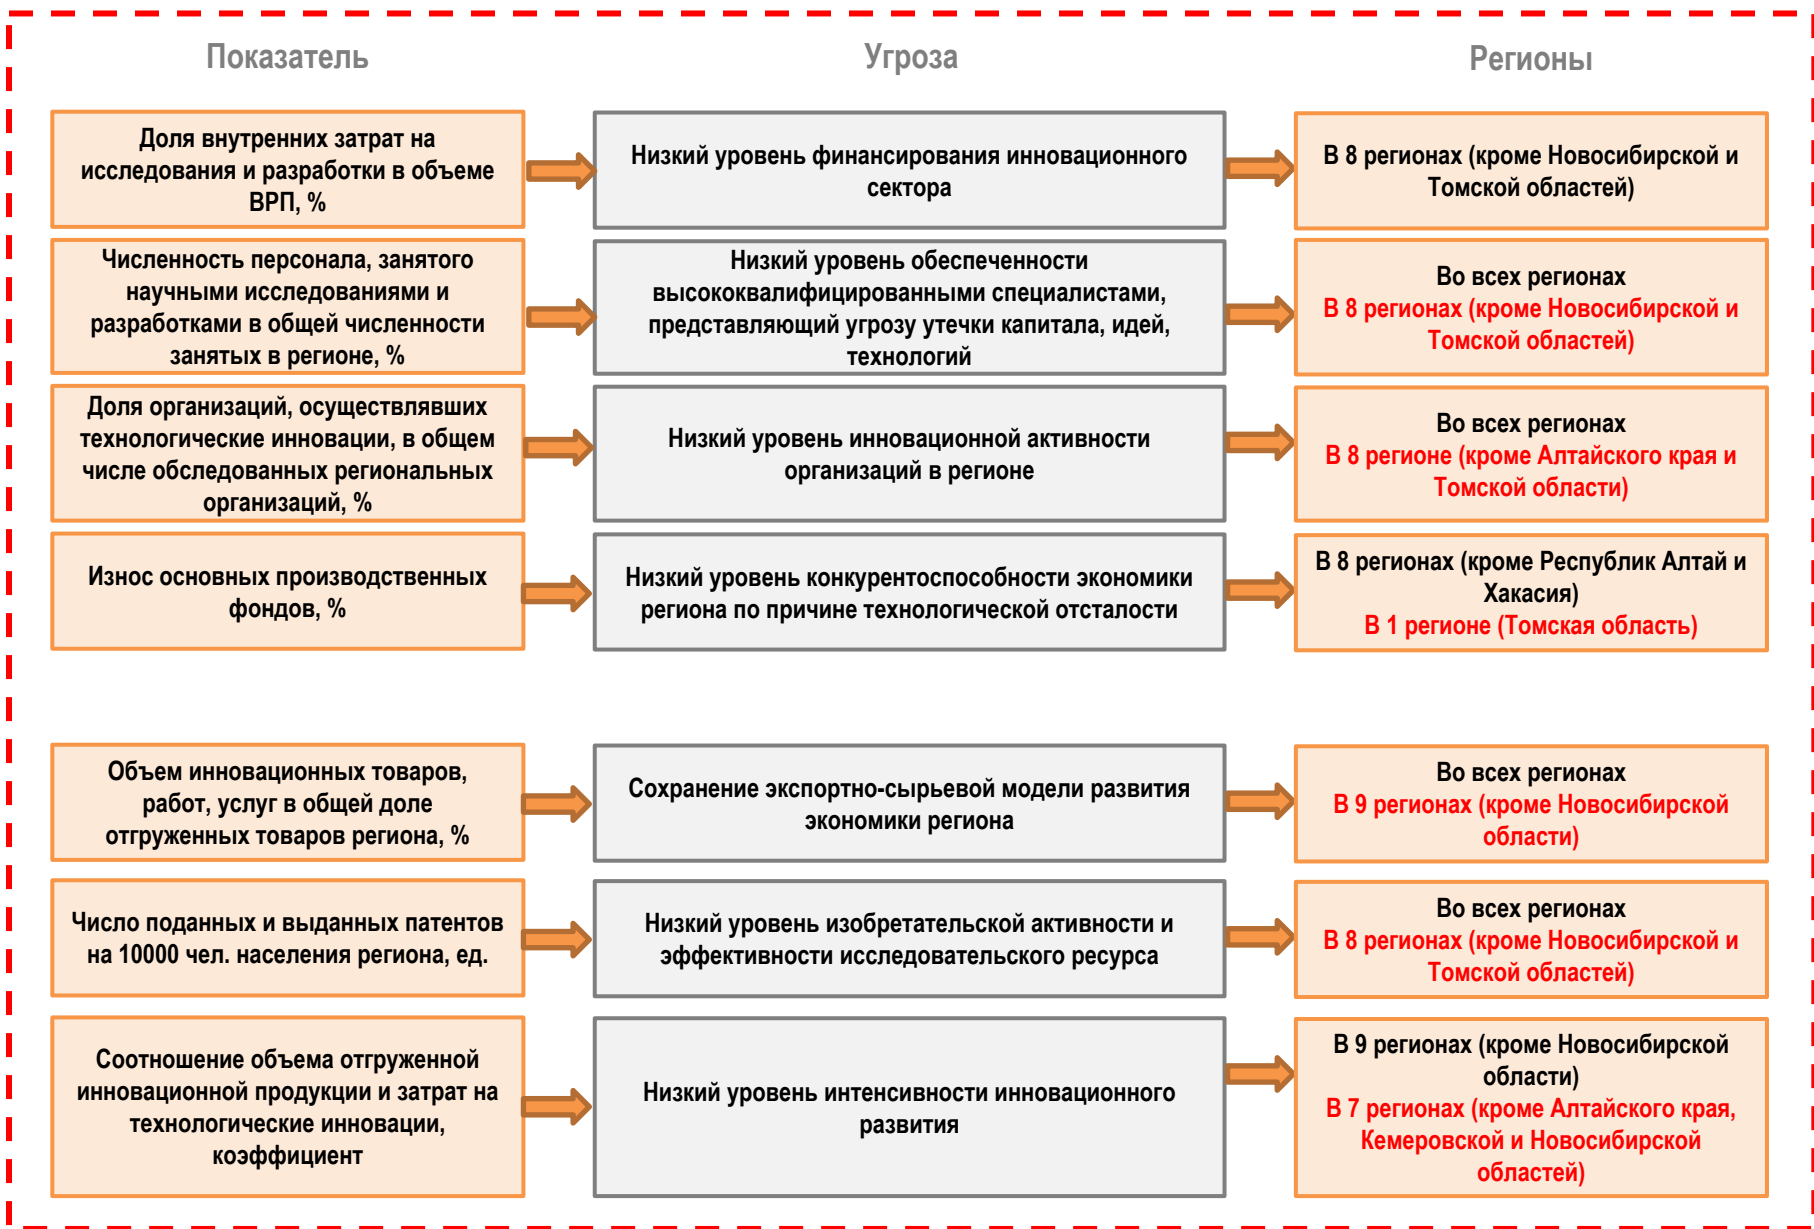 Показатель
Угроза
Регионы
Доля внутренних затрат на
исследования и разработки в объеме
ВРП, %
Низкий уровень финансирования инновационного
сектора
В 8 регионах (кроме Новосибирской и
Томской областей)
Численность персонала, занятого
научными исследованиями и
разработками в общей численности
занятых в регионе, %
Низкий уровень обеспеченности
высококвалифицированными специалистами,
представляющий угрозу утечки капитала, идей,
технологий
Во всех регионах
В 8 регионах (кроме Новосибирской и
Томской областей)
Доля организаций, осуществлявших
технологические инновации, в общем
числе обследованных региональных
организаций, %
Низкий уровень инновационной активности
организаций в регионе
Во всех регионах
В 8 регионе (кроме Алтайского края и
Томской области)
Износ основных производственных
фондов, %
Низкий уровень конкурентоспособности экономики
региона по причине технологической отсталости
В 8 регионах (кроме Республик Алтай и
Хакасия)
В 1 регионе (Томская область)
Объем инновационных товаров,
работ, услуг в общей доле
отгруженных товаров региона, %
Сохранение экспортно-сырьевой модели развития
экономики региона
Во всех регионах
В 9 регионах (кроме Новосибирской
области)
Число поданных и выданных патентов
на 10000 чел. населения региона, ед.
Низкий уровень изобретательской активности и
эффективности исследовательского ресурса
Во всех регионах
В 8 регионах (кроме Новосибирской и
Томской областей)
Соотношение объема отгруженной
инновационной продукции и затрат на
технологические инновации,
коэффициент
Низкий уровень интенсивности инновационного
развития
В 9 регионах (кроме Новосибирской
области)
В 7 регионах (кроме Алтайского края,
Кемеровской и Новосибирской
областей)